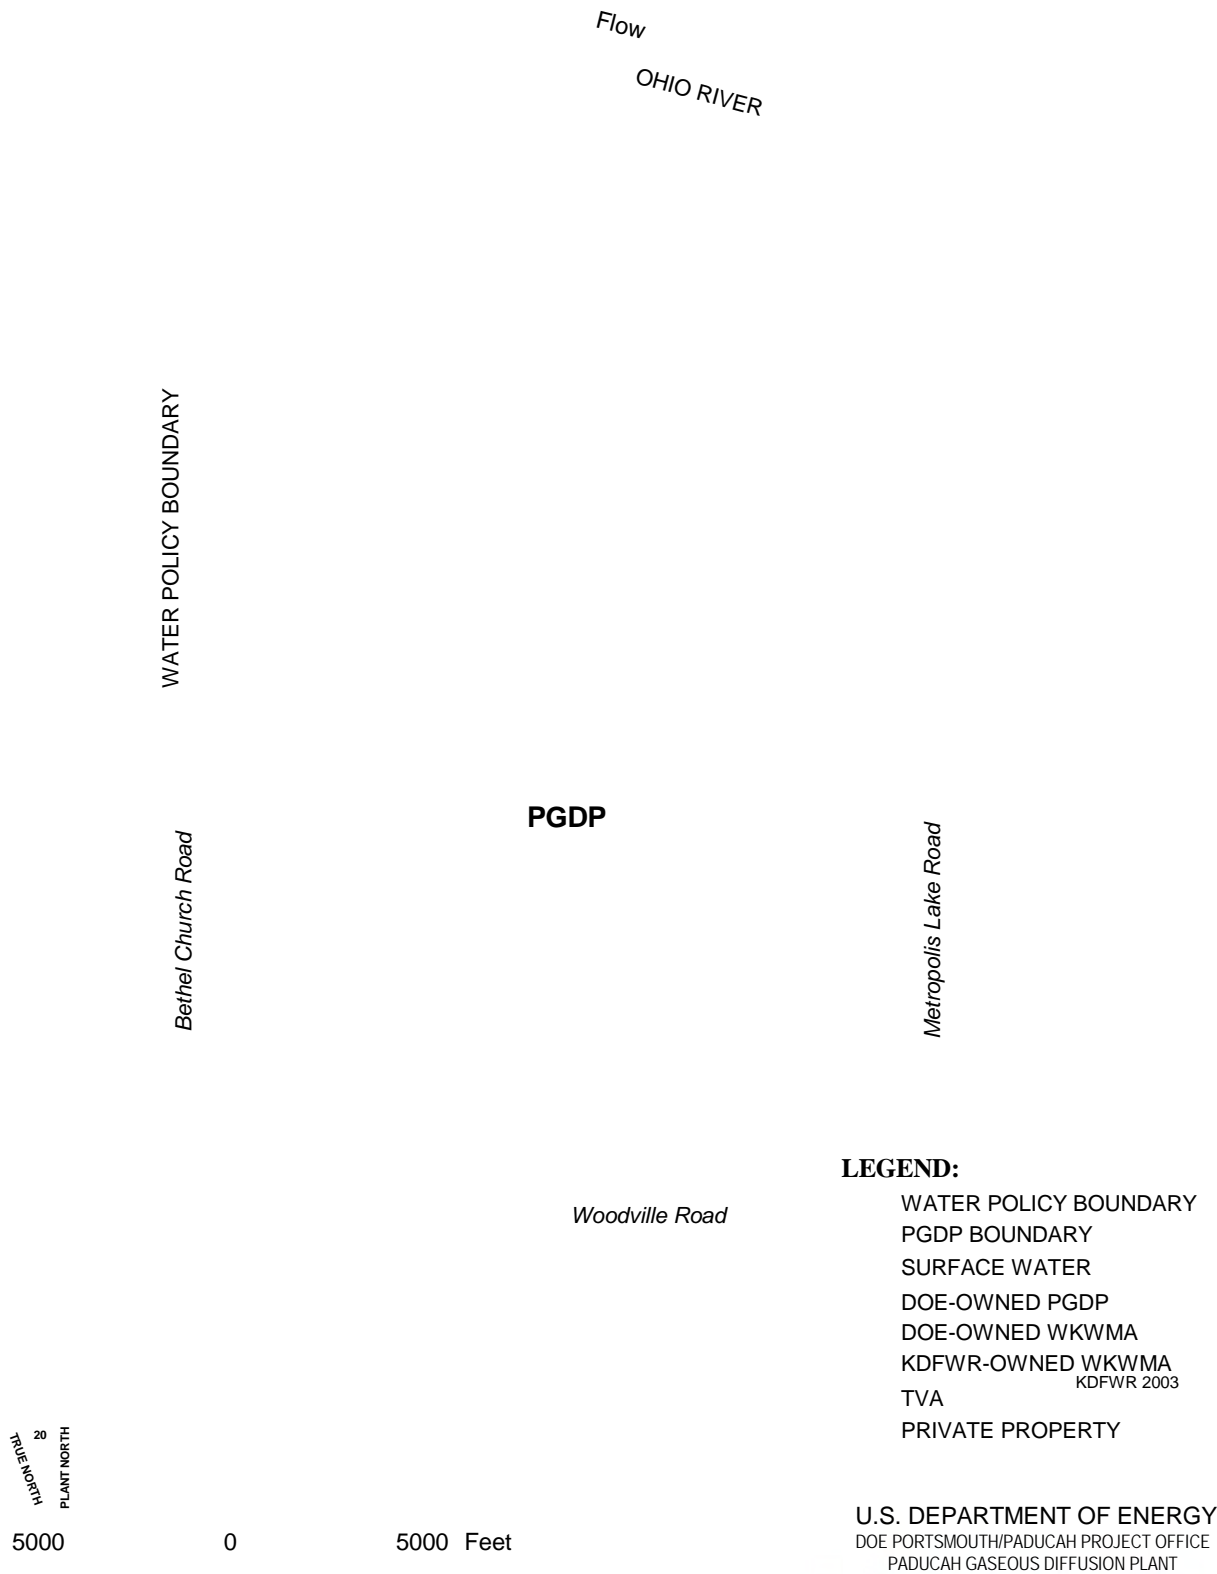 Flow
OHIO RIVER
WATER POLICY BOUNDARY
PGDP
Bethel Church Road
Metropolis Lake Road
Woodville Road
LEGEND:
WATER POLICY BOUNDARY
PGDP BOUNDARY
SURFACE WATER
DOE-OWNED PGDP
DOE-OWNED WKWMA
KDFWR-OWNED WKWMA
KDFWR 2003
TVA
PRIVATE PROPERTY
TRUE NORTH
20
PLANT NORTH
5000 0 5000 Feet
U.S. DEPARTMENT OF ENERGY
DOE PORTSMOUTH/PADUCAH PROJECT OFFICE
PADUCAH GASEOUS DIFFUSION PLANT